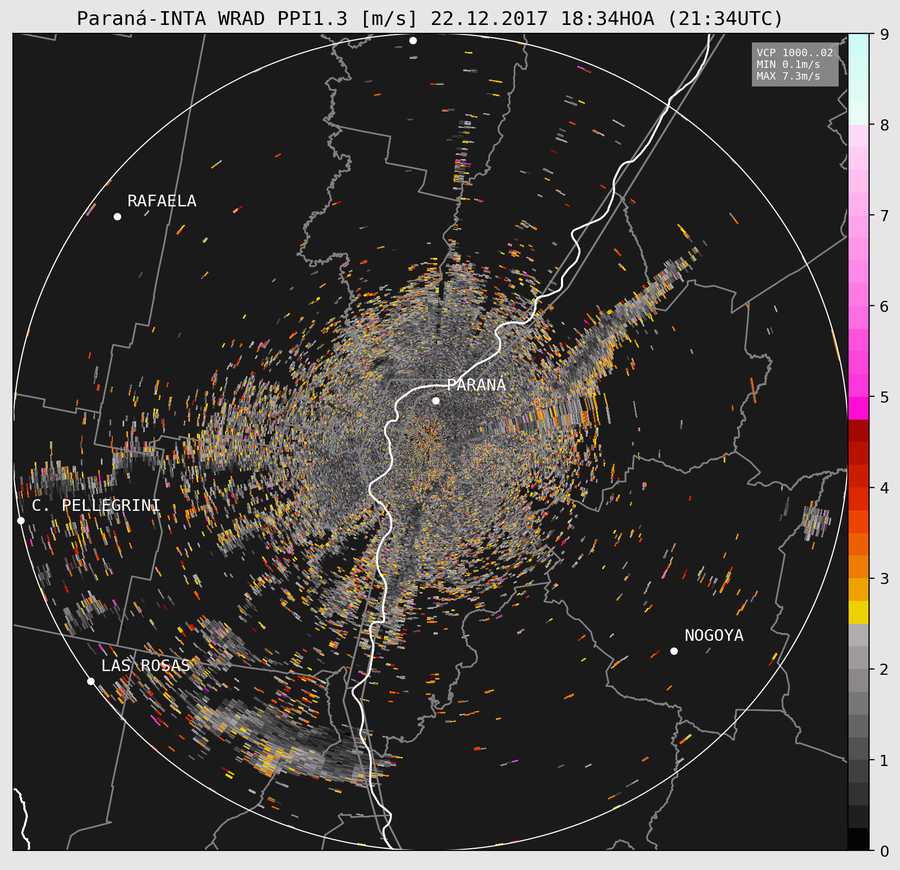 Paraná-INTA WRAD PPI1.3 [m/s] 22.12.2017 18:34HOA (21:34UTC)
VCP 1000..02
MIN 0.1m/s
MAX 7.3m/s
9
8
7
6
5
4
3
2
1
0
RAFAELA
PARANÁ
C. PELLEGRINI
NOGOYA
LAS ROSAS